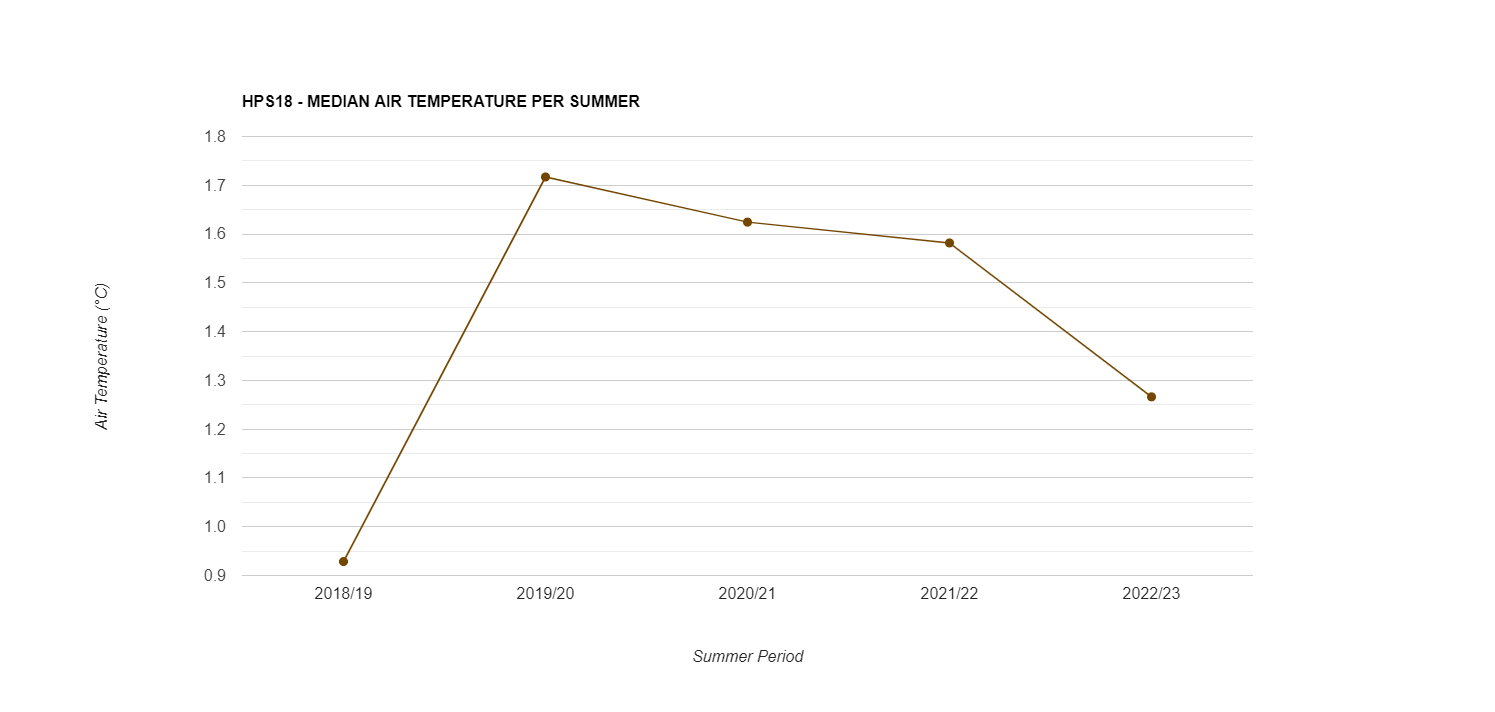 HPS18 - MEDIAN AIR TEMPERATURE PER SUMMER
1.8
1.7
1.6
1.5
1.4
1.3
1.2
1.1
1.0
0.9
Air Temperature (°C)
2018/19 2019/20 2020/21 2021/22 2022/23
Summer Period